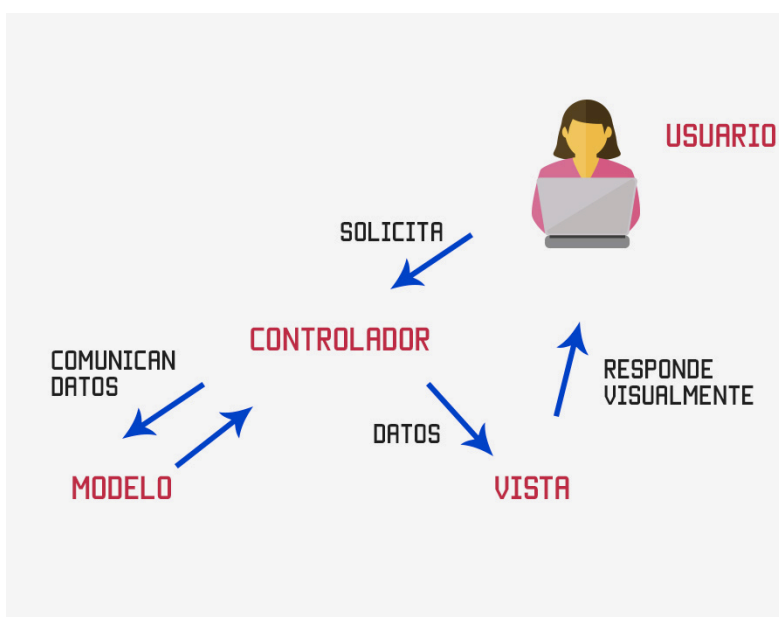 USUARIO
SOLICITA
CONTROLADOR
COMUNICAN
DATOS
RESPONDE
VISUALMENTE
DATOS
MODELO
VISTA